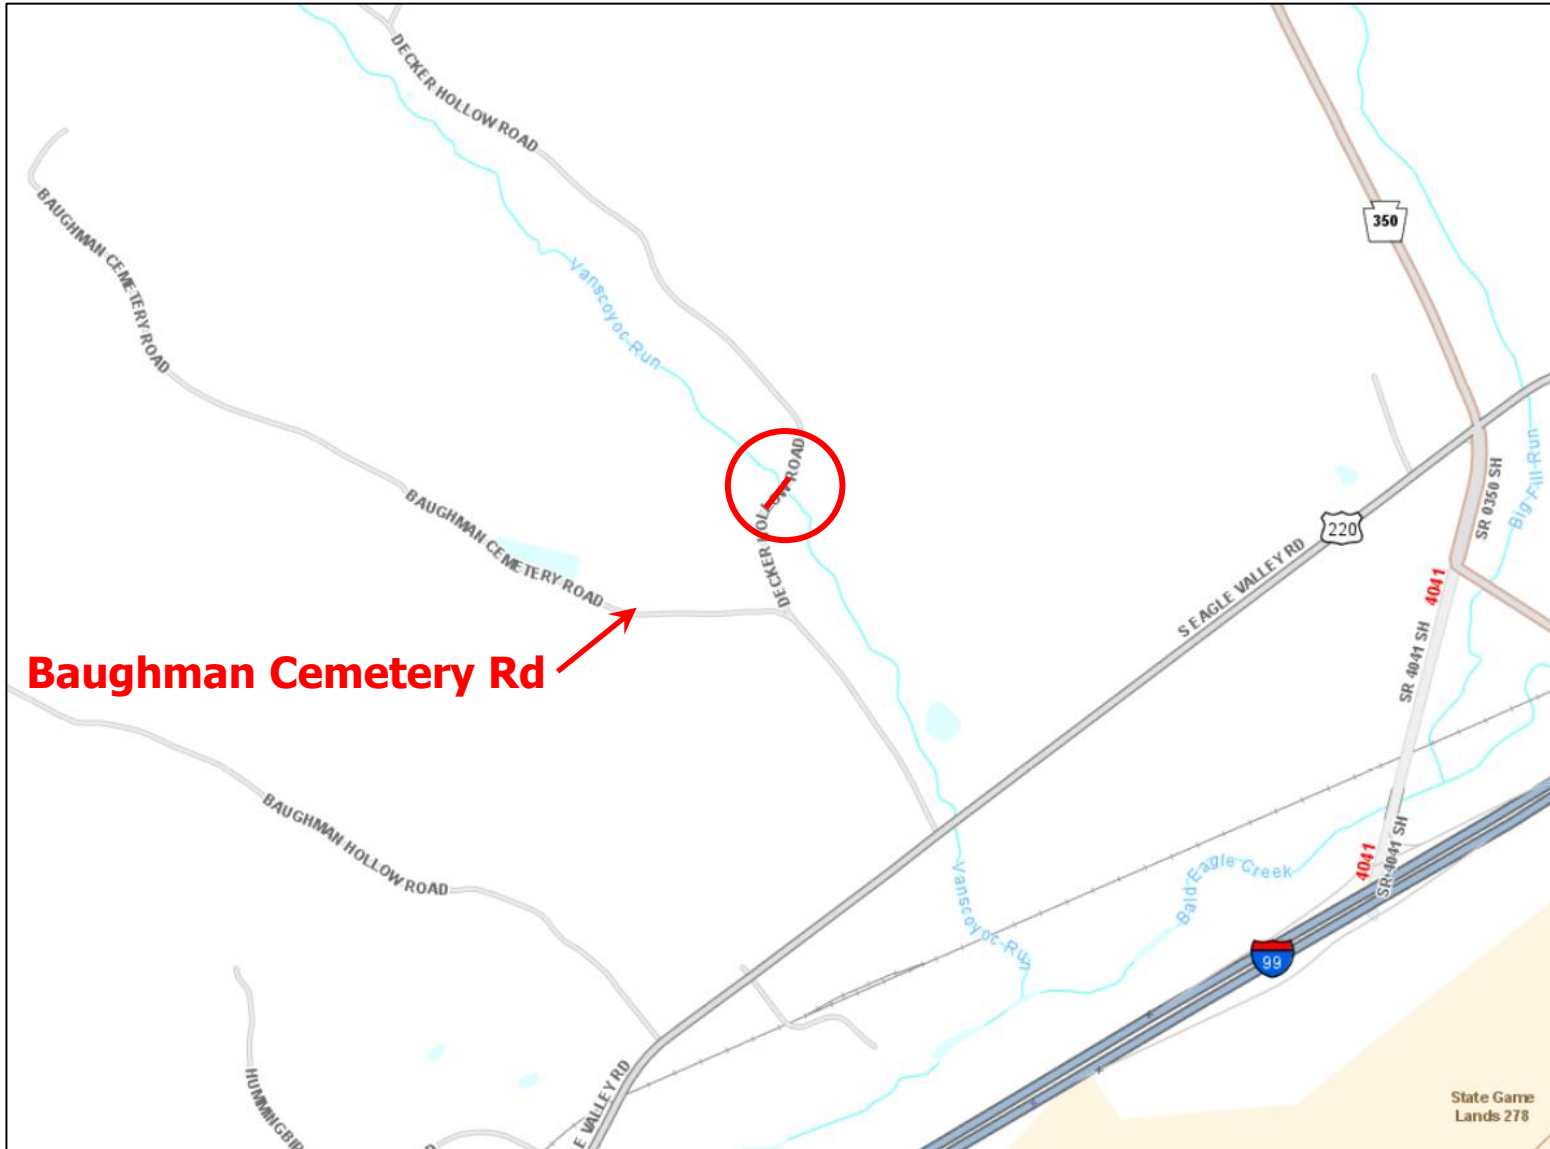 DECKER HOLLOW ROAD
BAUGHMAN CEMETERY ROAD
350
Vanscoyoc Run
DECKER HOLLOW ROAD
BAUGHMAN CEMETERY ROAD
Big Fill Run
SR 0350 SH
220
S EAGLE VALLEY RD
4041
SR 4041 SH
Baughman Cemetery Rd
BAUGHMAN HOLLOW ROAD
4041
SR 4041 SH
Bald Eagle Creek
Vanscoyoc Run
99
E VALLEY RD
HUMMINGBIR
State Game
Lands 278